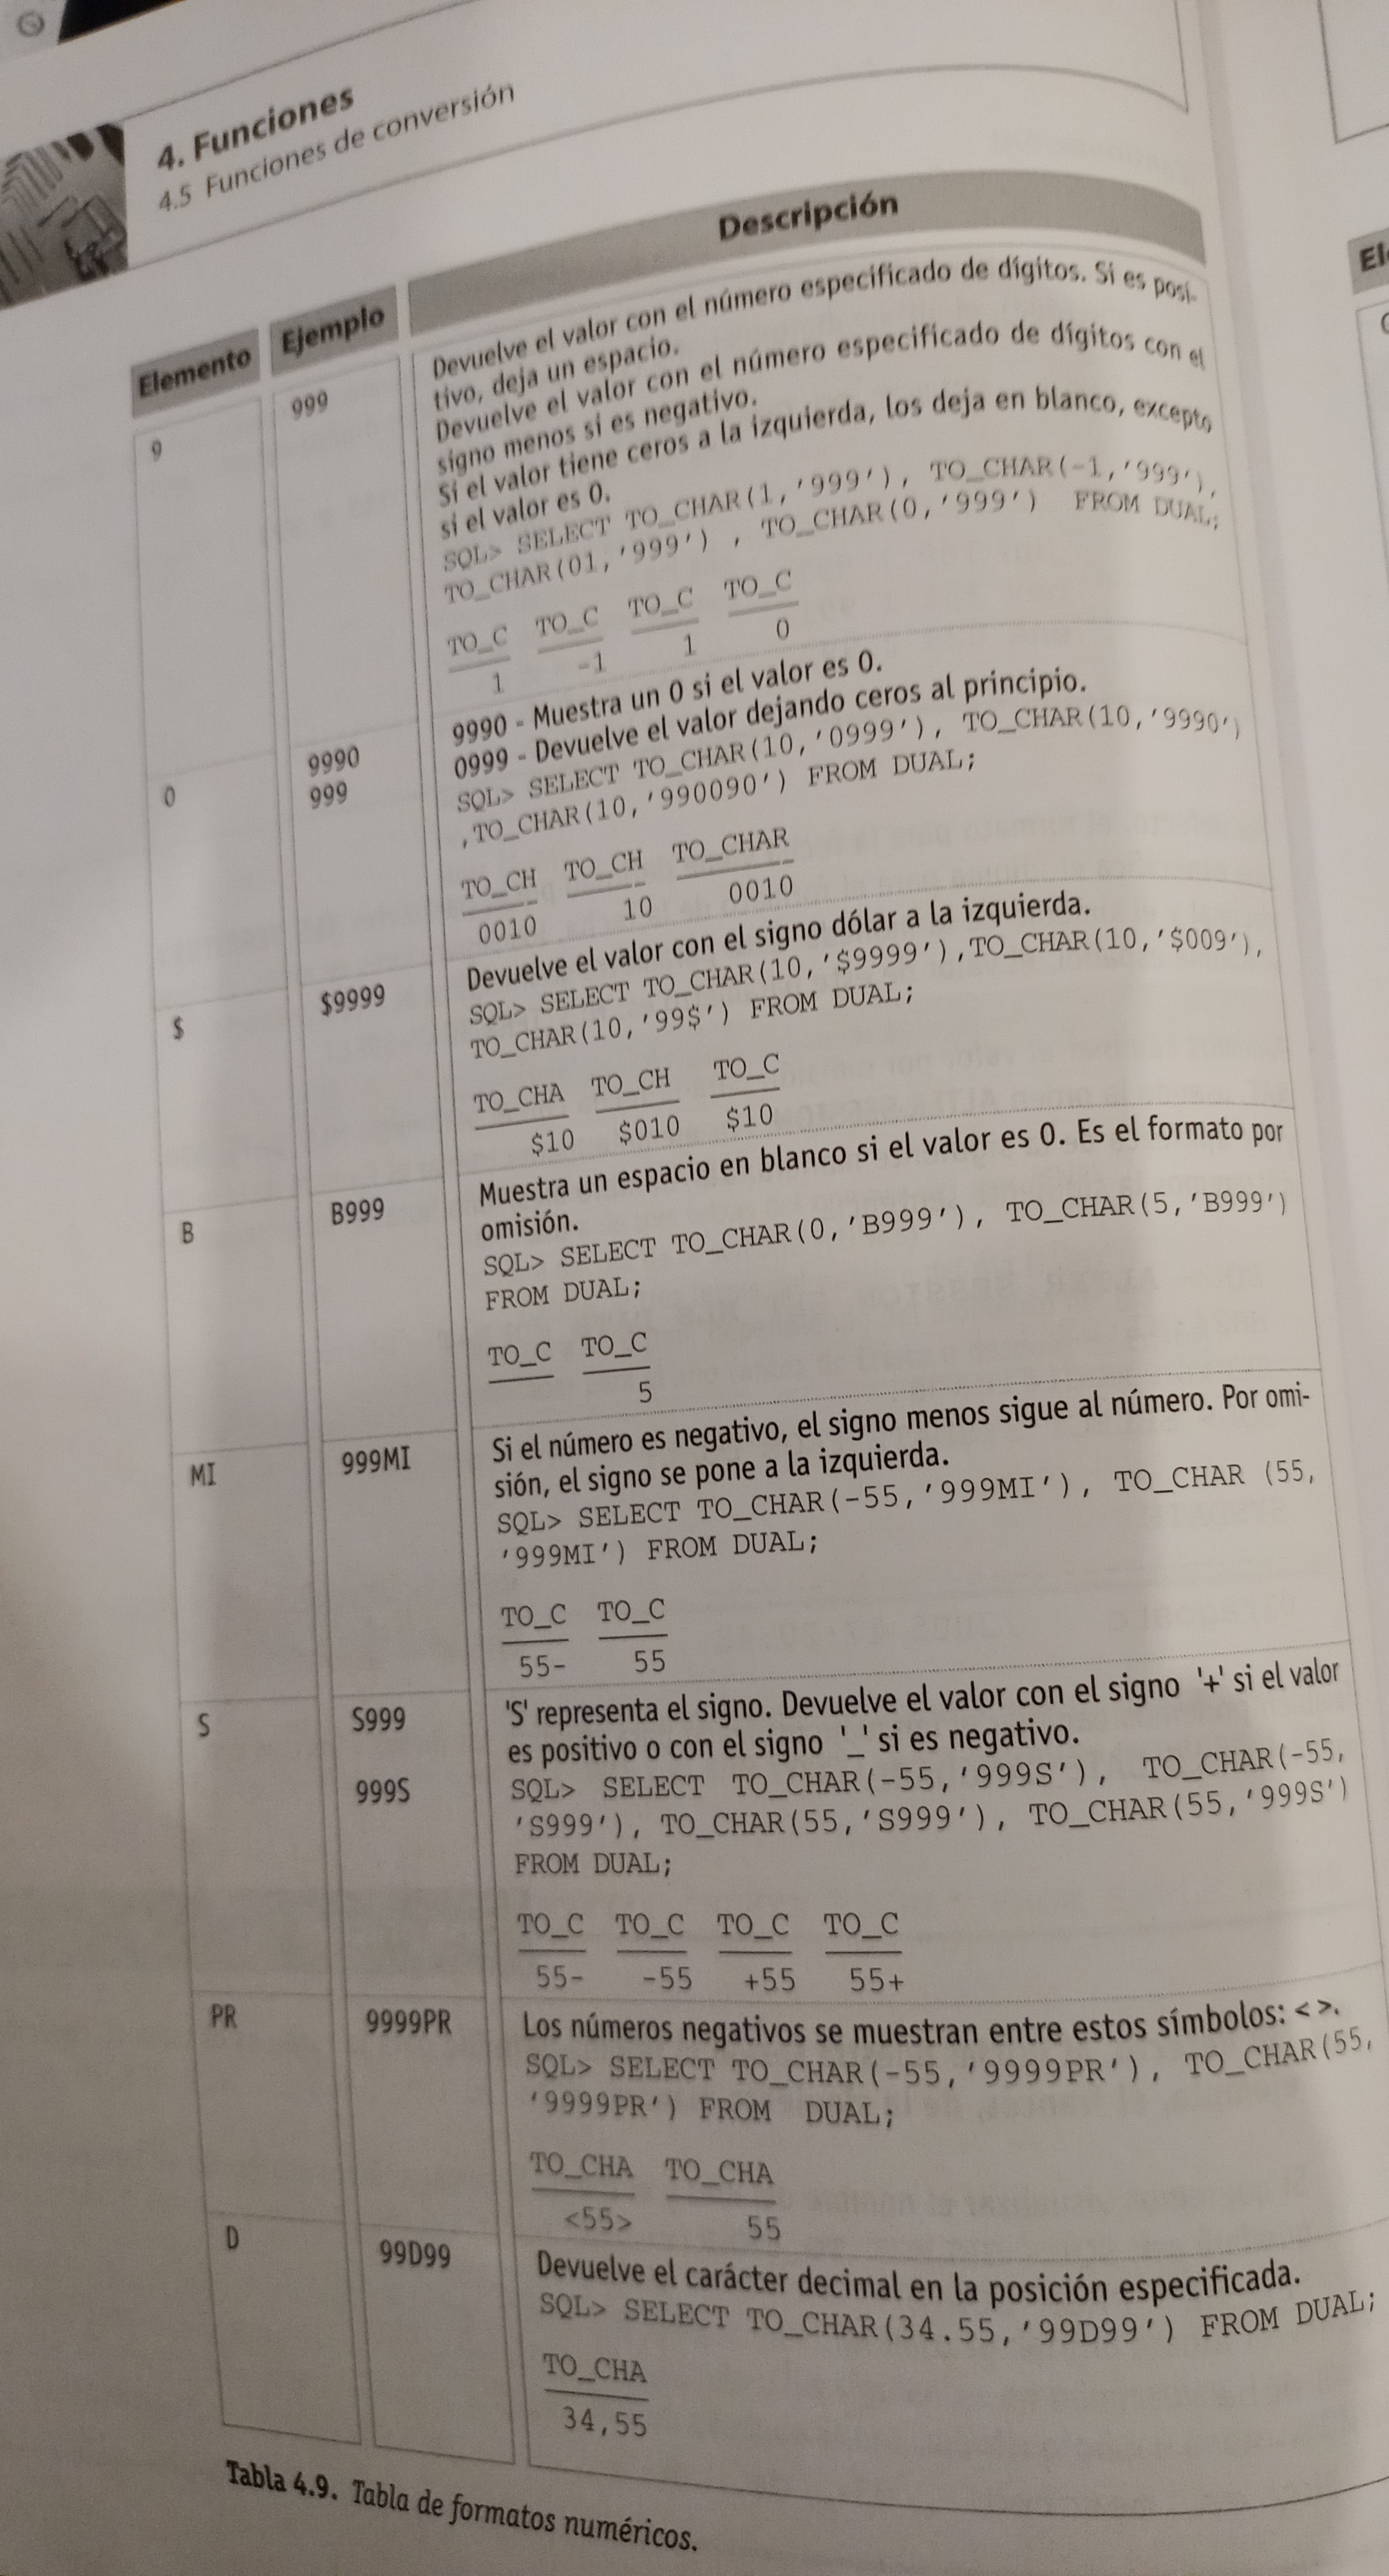 4. Funciones
4.5 Funciones de conversión
Elemento Ejemplo Descripción
9 999 Devuelve el valor con el número especificado de dígitos. Si es posi-
tivo, deja un espacio.
Devuelve el valor con el número especificado de dígitos con el
signo menos si es negativo.
Si el valor tiene ceros a la izquierda, los deja en blanco, excepto
si el valor es 0.
SQL> SELECT TO_CHAR(1,'999'), TO_CHAR(-1,'999'),
TO_CHAR(01,'999') , TO_CHAR(0,'999') FROM DUAL;
TO_C TO_C TO_C TO_C
1 -1 1 0
0 9990 9990 - Muestra un 0 si el valor es 0.
999 0999 - Devuelve el valor dejando ceros al principio.
SQL> SELECT TO_CHAR(10,'0999'), TO_CHAR(10,'9990')
,TO_CHAR(10,'990090') FROM DUAL;
TO_CH TO_CH TO_CHAR
0010 10 0010
$ $9999 Devuelve el valor con el signo dólar a la izquierda.
SQL> SELECT TO_CHAR(10,'$9999'),TO_CHAR(10,'$009'),
TO_CHAR(10,'99$') FROM DUAL;
TO_CHA TO_CH TO_C
$10 $010 $10
B B999 Muestra un espacio en blanco si el valor es 0. Es el formato por
omisión.
SQL> SELECT TO_CHAR(0,'B999'), TO_CHAR(5,'B999')
FROM DUAL;
TO_C TO_C
5
MI 999MI Si el número es negativo, el signo menos sigue al número. Por omi-
sión, el signo se pone a la izquierda.
SQL> SELECT TO_CHAR(-55,'999MI'), TO_CHAR (55,
'999MI') FROM DUAL;
TO_C TO_C
55- 55
S S999 'S' representa el signo. Devuelve el valor con el signo '+' si el valor
es positivo o con el signo '_' si es negativo.
999S SQL> SELECT TO_CHAR(-55,'999S'), TO_CHAR(-55,
'S999'), TO_CHAR(55,'S999'), TO_CHAR(55,'999S')
FROM DUAL;
TO_C TO_C TO_C TO_C
55- -55 +55 55+
PR 9999PR Los números negativos se muestran entre estos símbolos: < >.
SQL> SELECT TO_CHAR(-55,'9999PR'), TO_CHAR(55,
'9999PR') FROM DUAL;
TO_CHA TO_CHA
<55> 55
D 99D99 Devuelve el carácter decimal en la posición especificada.
SQL> SELECT TO_CHAR(34.55,'99D99') FROM DUAL;
TO_CHA
34,55
Tabla 4.9. Tabla de formatos numéricos.